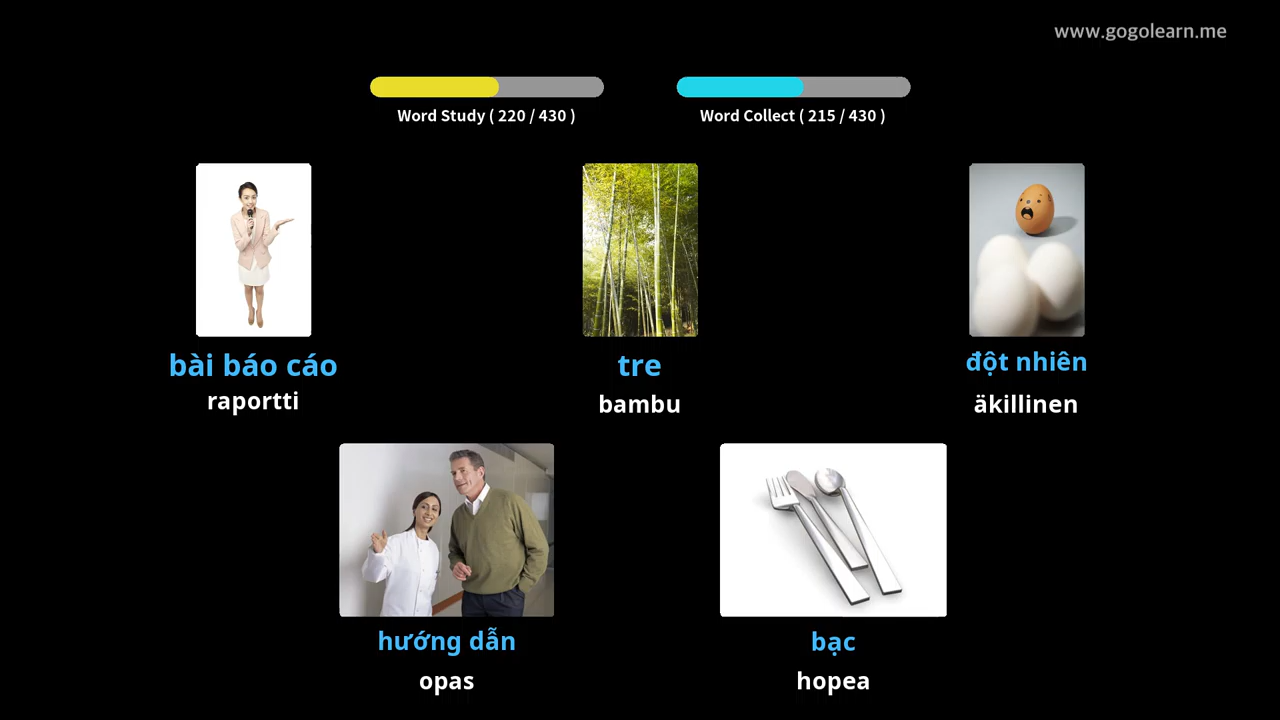 www.gogolearn.me
Word Study ( 220 / 430 )
Word Collect ( 215 / 430 )
bài báo cáo
raportti
tre
bambu
đột nhiên
äkillinen
hướng dẫn
opas
bạc
hopea